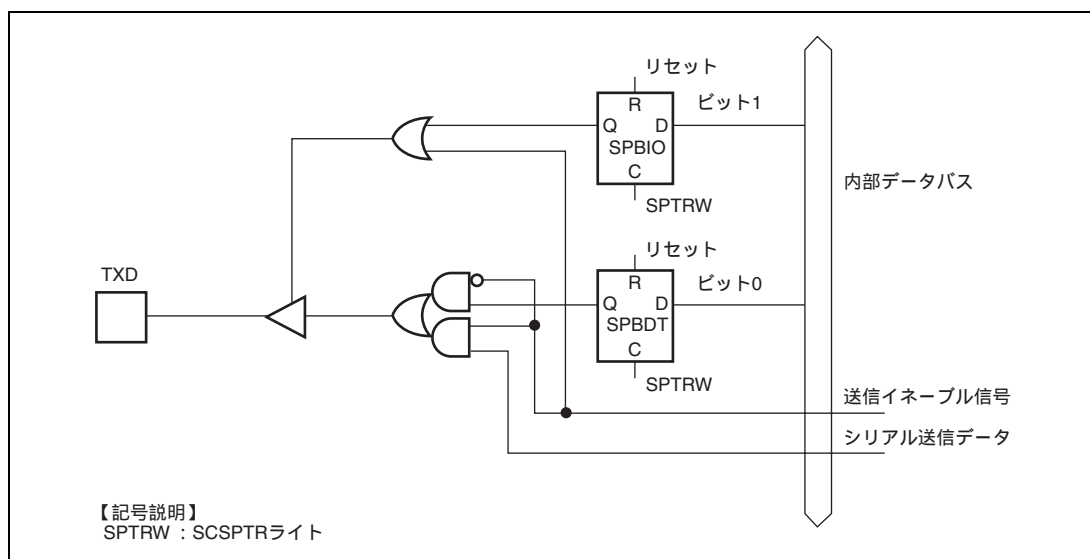 リセット
R
ビット1
Q
D
SPBIO
C
SPTRW
内部データバス
リセット
TXD
R
ビット0
Q
D
SPBDT
C
SPTRW
送信イネーブル信号
シリアル送信データ
【記号説明】
SPTRW : SCSPTRライト